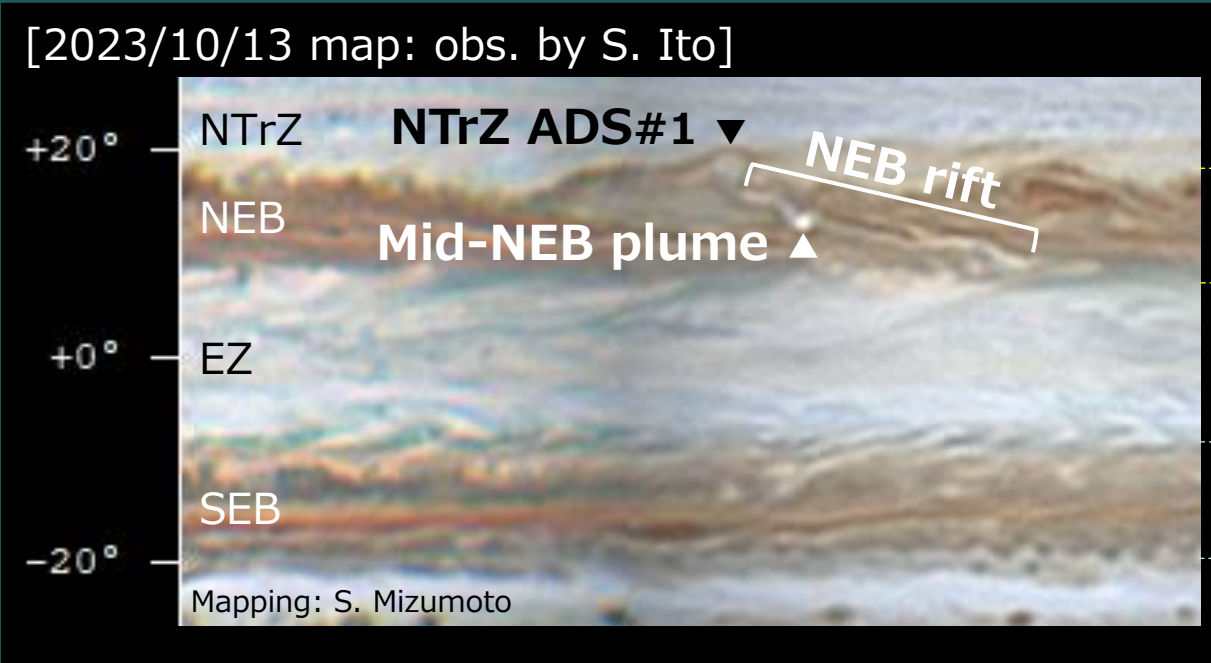 [2023/10/13 map: obs. by S. Ito]
+20°
NTrZ
NTrZ ADS#1 ▼
NEB rift
NEB
Mid-NEB plume ▲
+0°
EZ
SEB
−20°
Mapping: S. Mizumoto